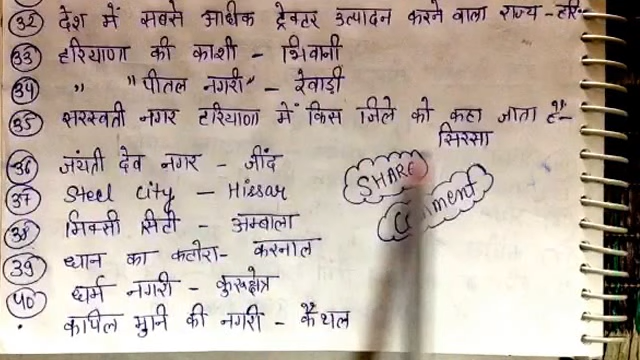 32 देश में सबसे अधिक ट्रेक्टर उत्पादन करने वाला राज्य - हरि
33 हरियाणा की काशी - भिवानी
34 " " पीतल नगरी" - रेवाड़ी
35 सरस्वती नगर हरियाणा में किस जिले को कहा जाता है -
सिरसा
36 जयंती देव नगर - जींद
37 Steel City - Hissar
38 मिक्सी सिटी - अम्बाला
39 धान का कटोरा - करनाल
40 धर्म नगरी - कुरुक्षेत्र
. कपिल मुनि की नगरी - कैथल
SHARE
Comment